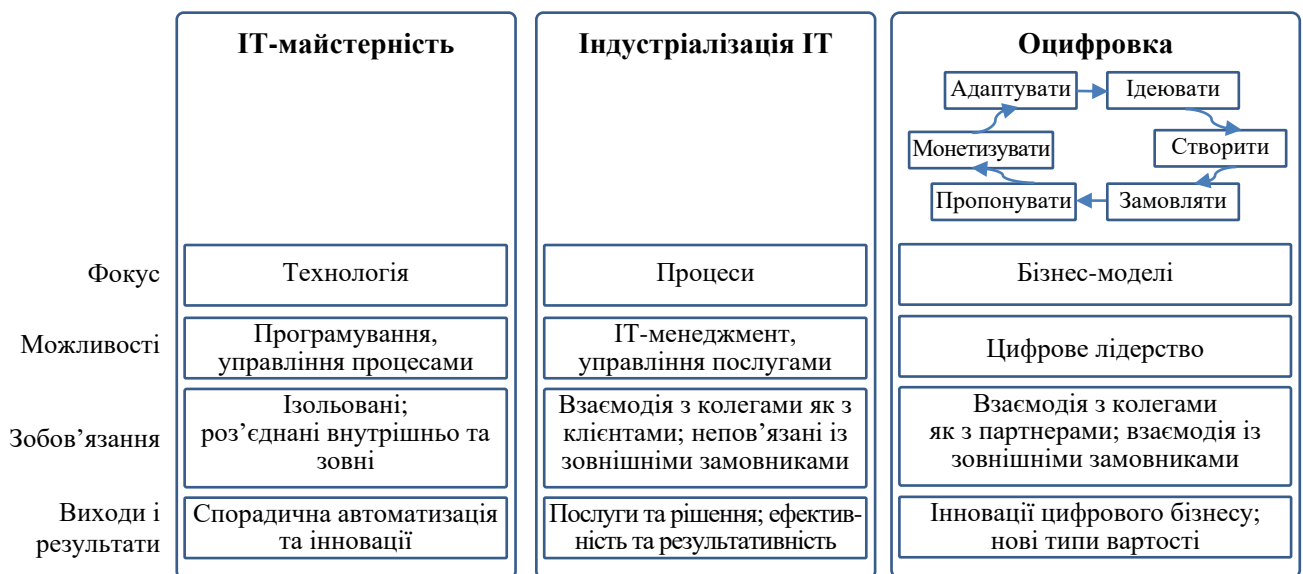 ІТ-майстерність
Індустріалізація ІТ
Оцифровка
Адаптувати
Ідеювати
Монетизувати
Створити
Пропонувати
Замовляти
Фокус
Технологія
Процеси
Бізнес-моделі
Можливості
Програмування,
управління процесами
ІТ-менеджмент,
управління послугами
Цифрове лідерство
Зобов’язання
Ізольовані;
роз’єднані внутрішньо та
зовні
Взаємодія з колегами як з
клієнтами; непов’язані із
зовнішніми замовниками
Взаємодія з колегами
як з партнерами; взаємодія із
зовнішніми замовниками
Виходи і
результати
Спорадична автоматизація
та інновації
Послуги та рішення; ефектив-
ність та результативність
Інновації цифрового бізнесу;
нові типи вартості